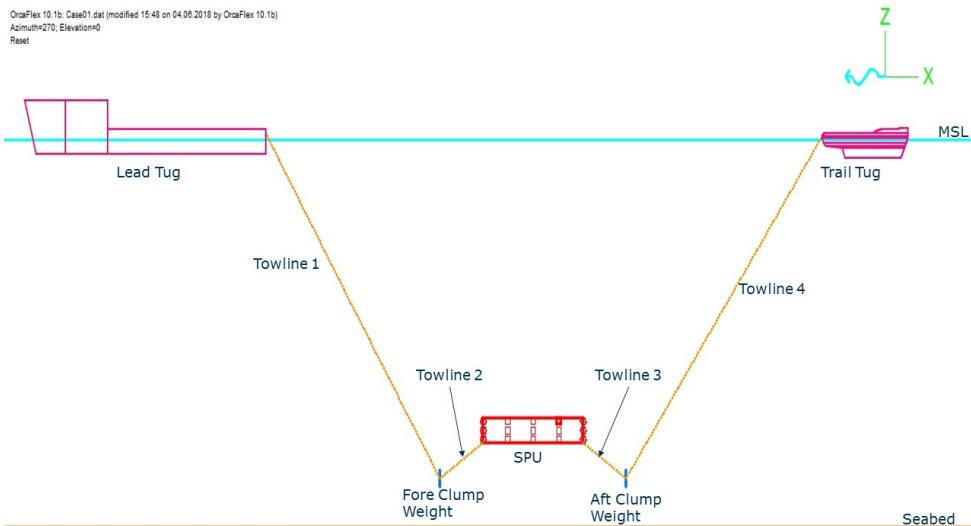 OrcaFlex 10.1b: Case01.dat (modified 15:48 on 04.06.2018 by OrcaFlex 10.1b)
Azimuth=270; Elevation=0
Reset
Z
X
MSL
Lead Tug
Trail Tug
Towline 1
Towline 4
Towline 2
Towline 3
SPU
Fore Clump
Weight
Aft Clump
Weight
Seabed